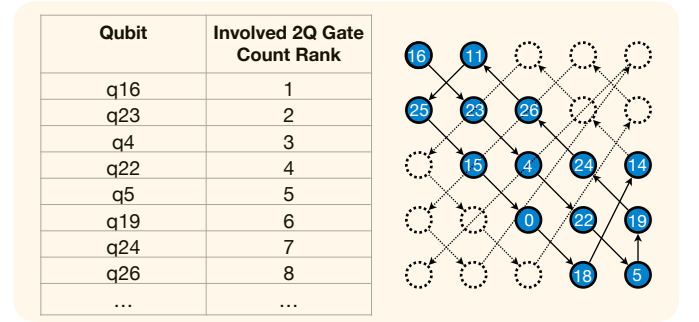 Qubit Involved 2Q Gate
Count Rank
q16 1
q23 2
q4 3
q22 4
q5 5
q19 6
q24 7
q26 8
... ...
16 11
25 23 26
15 4 24 14
0 22 19
18 5